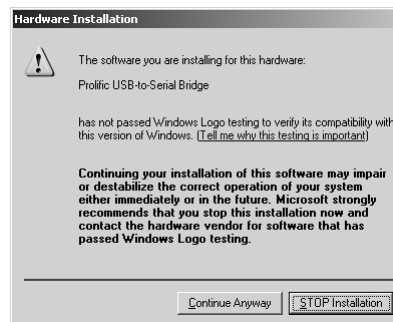 Hardware Installation
The software you are installing for this hardware:
Prolific USB-to-Serial Bridge
has not passed Windows Logo testing to verify its compatibility with
this version of Windows. (Tell me why this testing is important)
Continuing your installation of this software may impair
or destabilize the correct operation of your system
either immediately or in the future. Microsoft strongly
recommends that you stop this installation now and
contact the hardware vendor for software that has
passed Windows Logo testing.
Continue Anyway STOP Installation